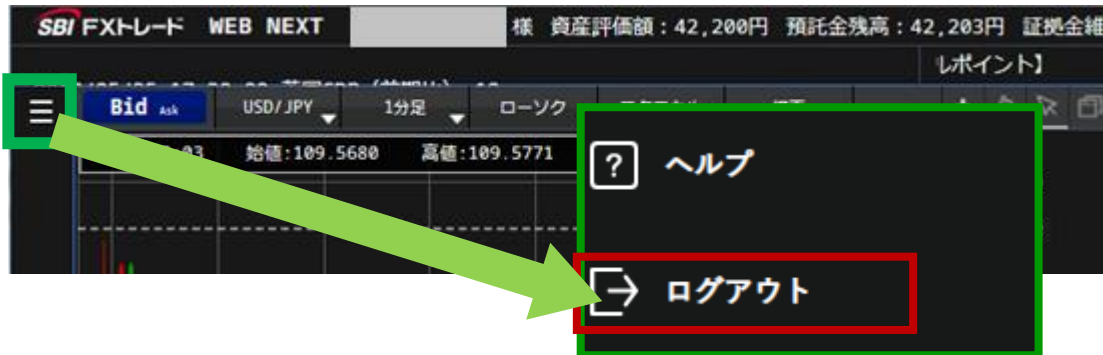 SBI FXトレード WEB NEXT 様 資産評価額：42,200円 預託金残高：42,203円 証拠金維
レポイント】
Bid Ask USD/JPY 1分足 ローソク
03 始値:109.5680 高値:109.5771
? ヘルプ
ログアウト